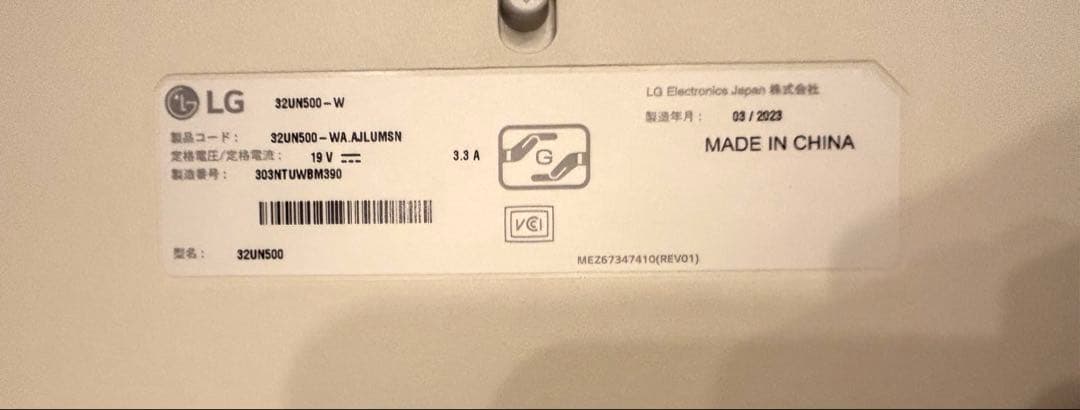 LG 32UN500-W
製品コード： 32UN500-WA.AJLUMSN
定格電圧/定格電流： 19 V 3.3 A
製造番号： 303NTUWBM390
型名： 32UN500
G
VCI
LG Electronics Japan 株式会社
製造年月： 03 / 2023
MADE IN CHINA
MEZ67347410(REV01)